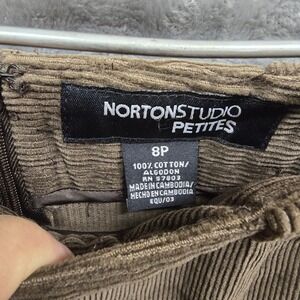 NORTONSTUDIO
PETITES
8P
100% COTTON/
ALGODON
RN 57803
MADE IN CAMBODIA/
HECHO EN CAMBODIA
EQU/03